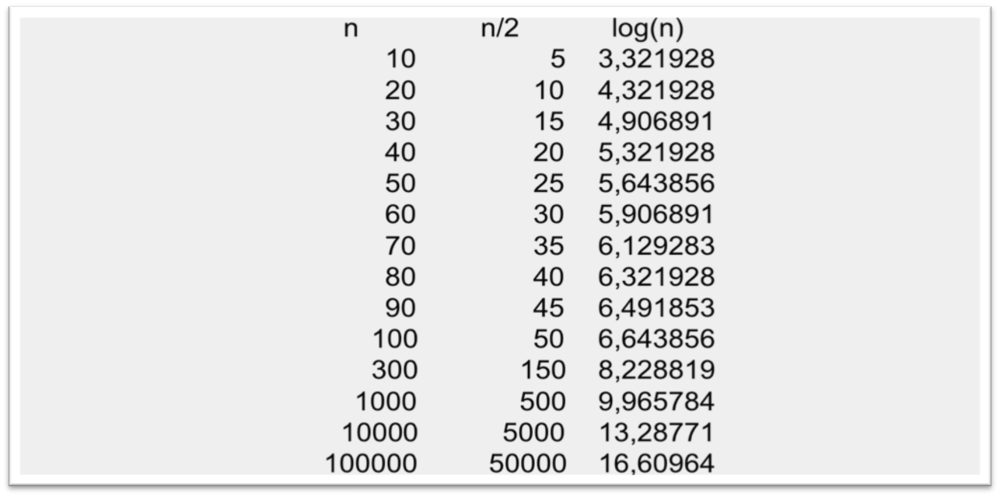 n n/2 log(n)
10 5 3,321928
20 10 4,321928
30 15 4,906891
40 20 5,321928
50 25 5,643856
60 30 5,906891
70 35 6,129283
80 40 6,321928
90 45 6,491853
100 50 6,643856
300 150 8,228819
1000 500 9,965784
10000 5000 13,28771
100000 50000 16,60964